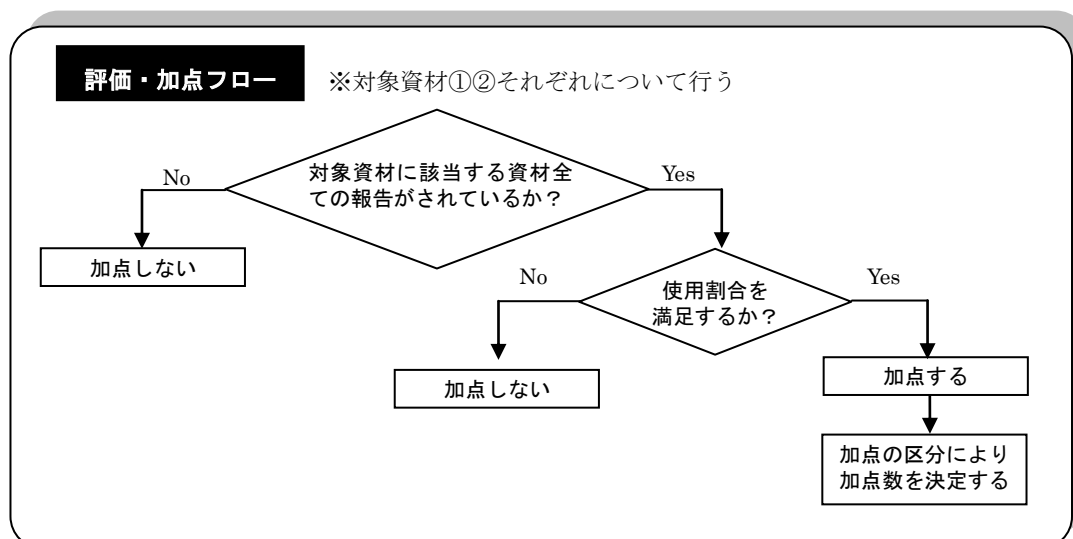 評価・加点フロー
※対象資材①②それぞれについて行う
対象資材に該当する資材全
ての報告がされているか？
No
Yes
加点しない
使用割合を
満足するか？
No
Yes
加点しない
加点する
加点の区分により
加点数を決定する